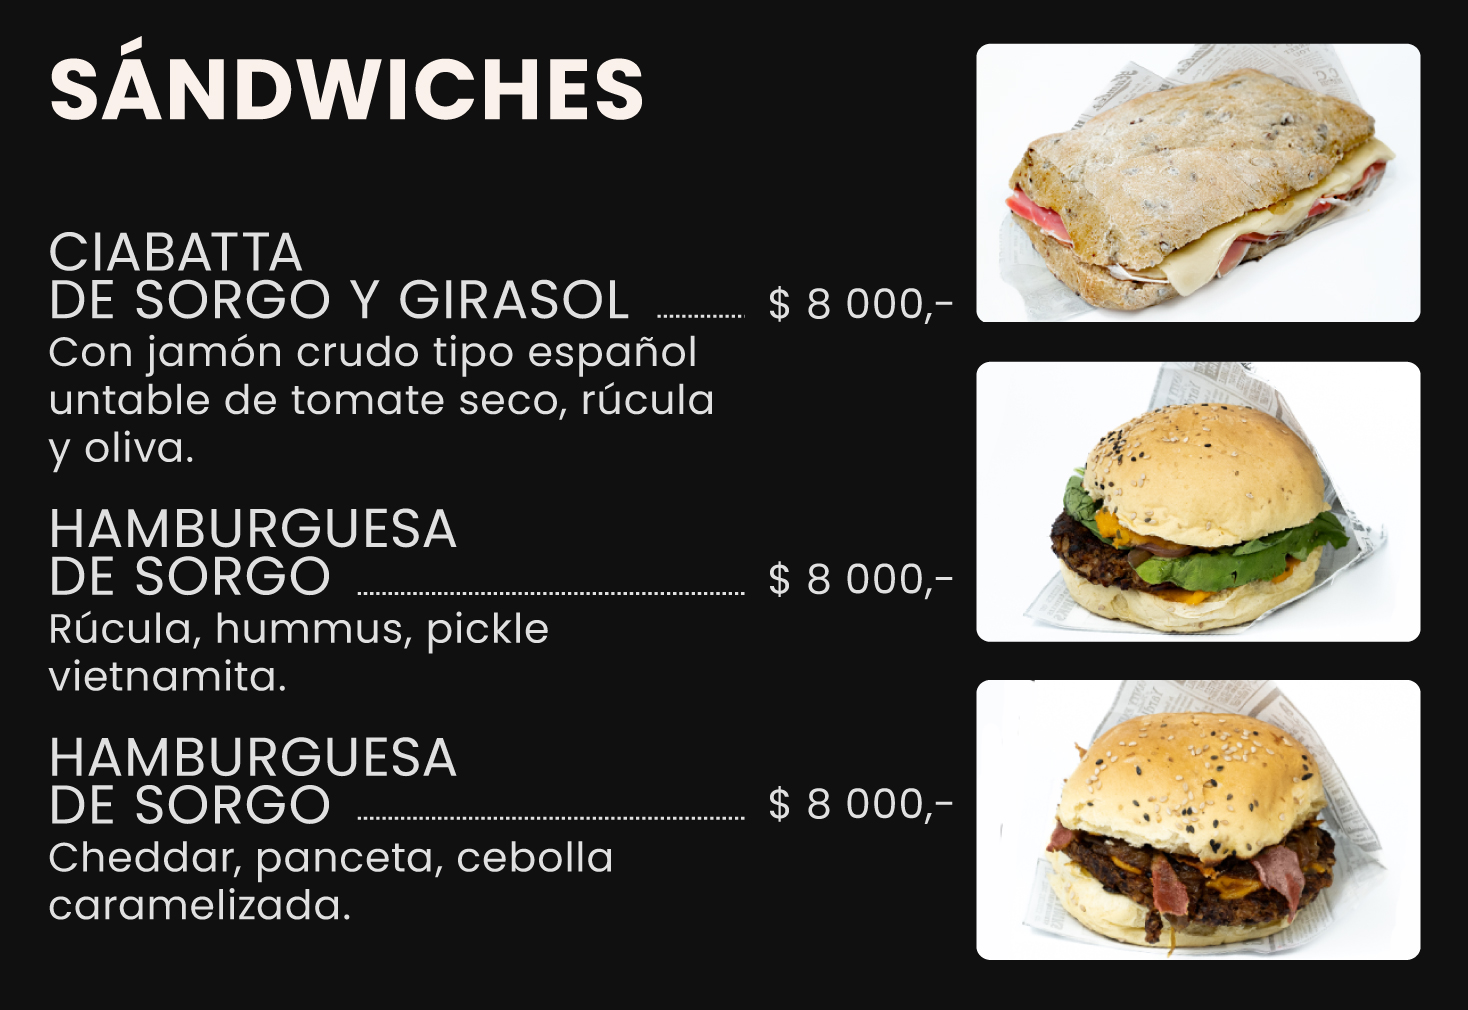 SÁNDWICHES
CIABATTA
DE SORGO Y GIRASOL ........... $ 8 000,-
Con jamón crudo tipo español
untable de tomate seco, rúcula
y oliva.
HAMBURGUESA
DE SORGO ........... $ 8 000,-
Rúcula, hummus, pickle
vietnamita.
HAMBURGUESA
DE SORGO ........... $ 8 000,-
Cheddar, panceta, cebolla
caramelizada.